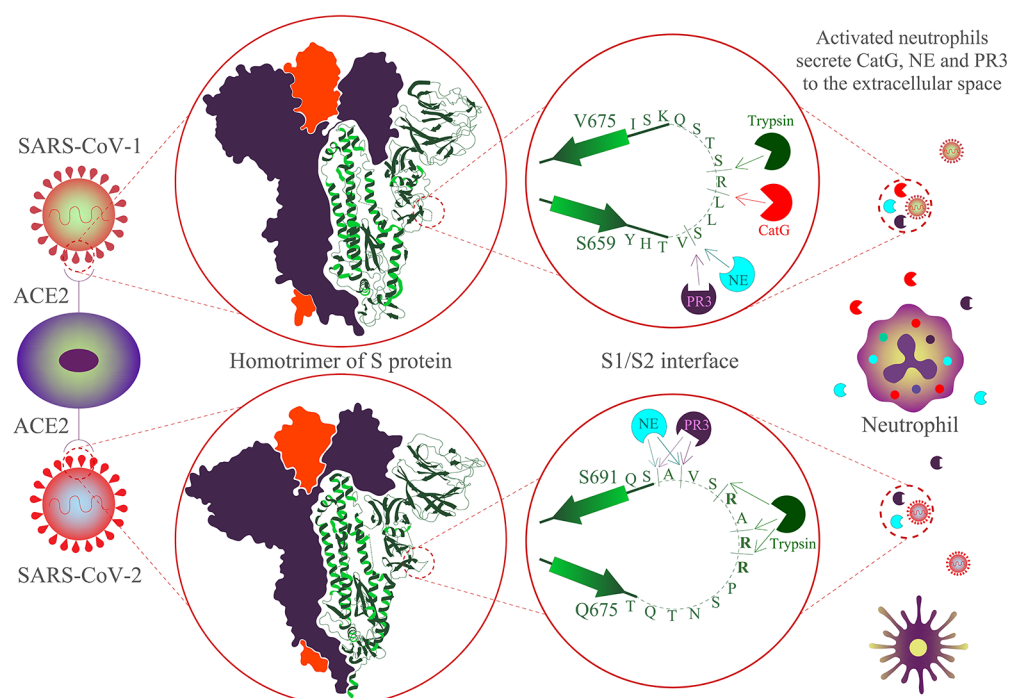 Activated neutrophils
secrete CatG, NE and PR3
to the extracellular space
SARS-CoV-1
ACE2
ACE2
SARS-CoV-2
Homotrimer of S protein
S1/S2 interface
V675 I S K Q S T S R L L S V T H Y S659
Trypsin
CatG
NE
PR3
Neutrophil
NE
PR3
S691 Q S A V S R A R R P S N T Q T Q675
Trypsin